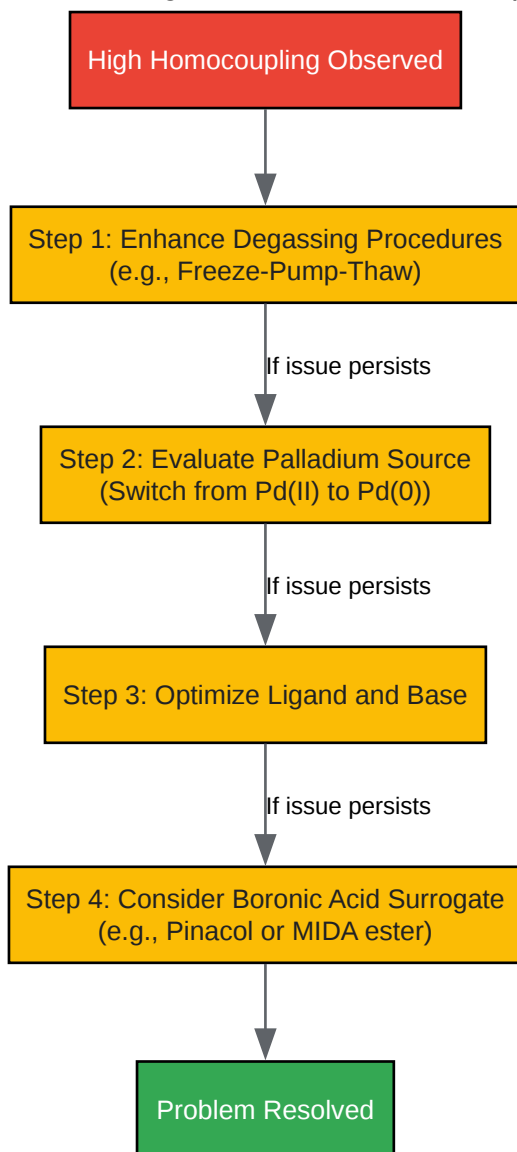 High Homocoupling Observed
Step 1: Enhance Degassing Procedures
(e.g., Freeze-Pump-Thaw)
If issue persists
Step 2: Evaluate Palladium Source
(Switch from Pd(II) to Pd(0))
If issue persists
Step 3: Optimize Ligand and Base
If issue persists
Step 4: Consider Boronic Acid Surrogate
(e.g., Pinacol or MIDA ester)
Problem Resolved